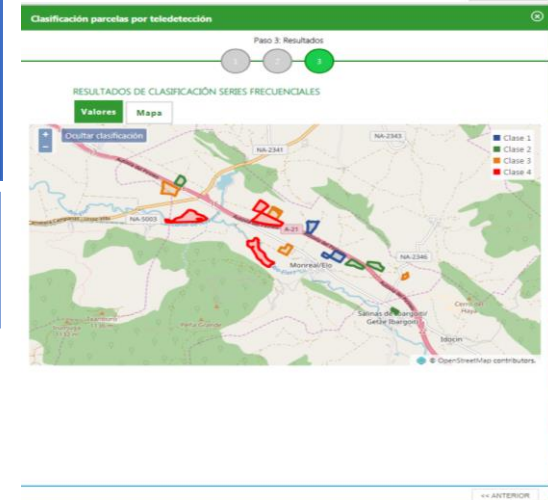 Clasificación parcelas por teledetección
Paso 3: Resultados
1 2 3
RESULTADOS DE CLASIFICACIÓN SERIES FRECUENCIALES
Valores Mapa
+
−
Ocultar clasificación
NA-2341
NA-2343
Clase 1
Clase 2
Clase 3
Clase 4
NA-5003
A-21
Monreal/Elo
NA-2346
Salinas de Ibargoiti/
Getze Ibargoiti
Idocin
Peña Grande
© OpenStreetMap contributors.
<< ANTERIOR